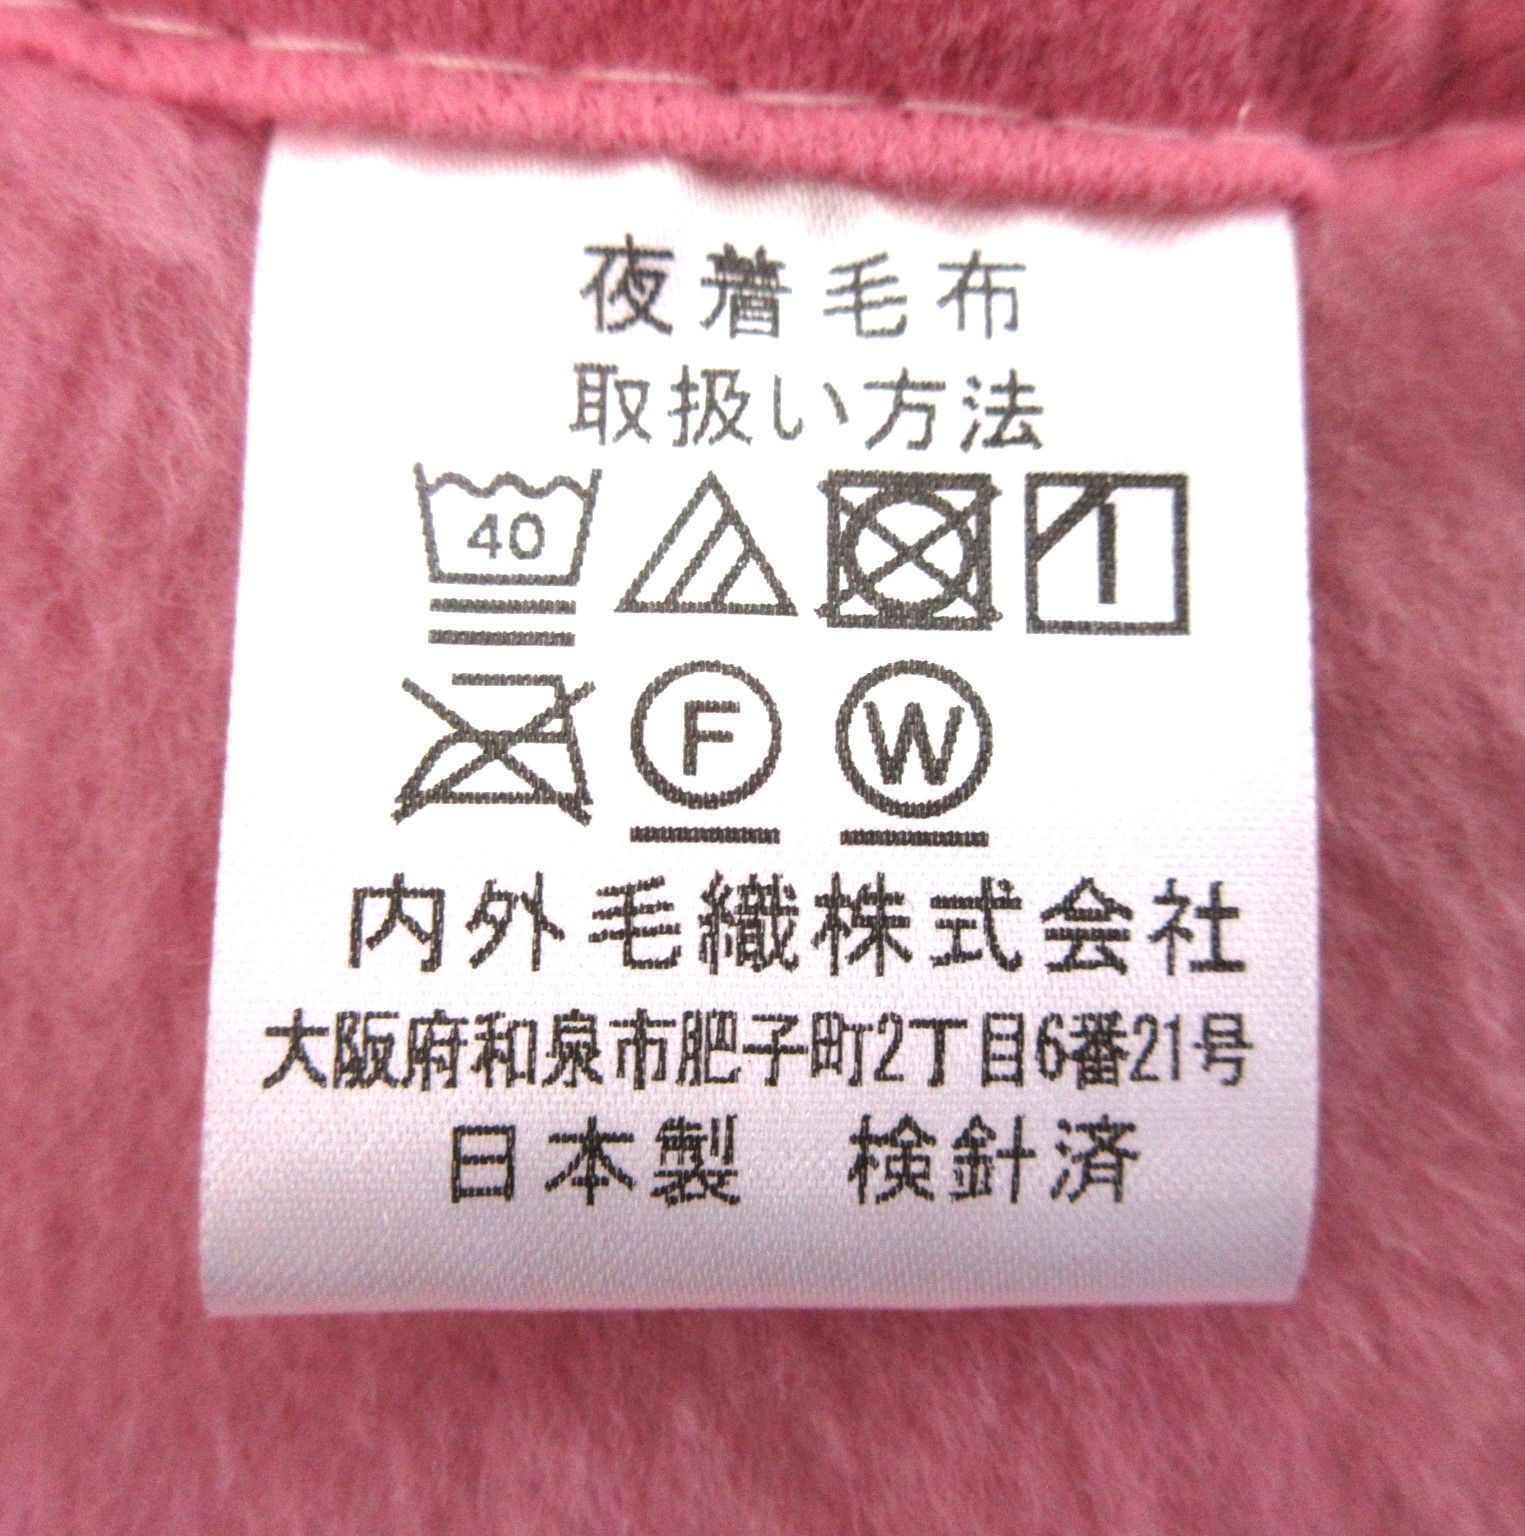 夜着毛布
取扱い方法
40
F W
内外毛織株式会社
大阪府和泉市肥子町2丁目6番21号
日本製 検針済